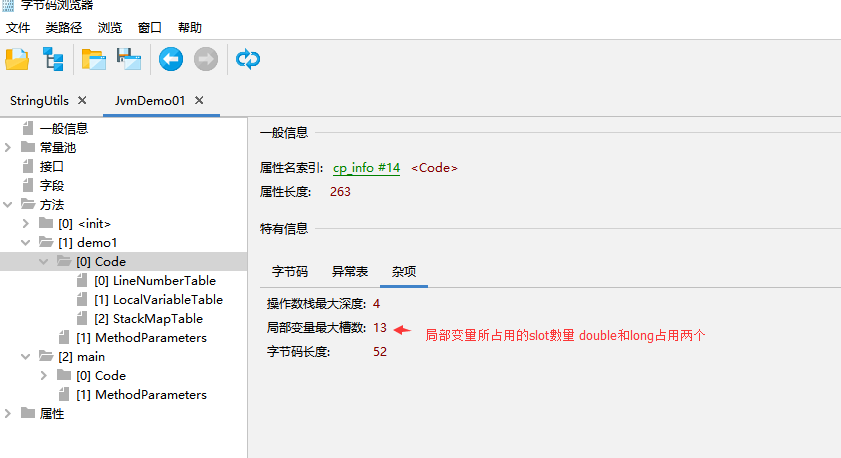 字节码浏览器
文件 类路径 浏览 窗口 帮助
StringUtils JvmDemo01
一般信息
常量池
接口
字段
方法
[0] <init>
[1] demo1
[0] Code
[0] LineNumberTable
[1] LocalVariableTable
[2] StackMapTable
[1] MethodParameters
[2] main
[0] Code
[1] MethodParameters
属性
一般信息
属性名索引: cp_info #14 <Code>
属性长度: 263
特有信息
字节码 异常表 杂项
操作数栈最大深度: 4
局部变量最大槽数: 13
局部变量所占用的slot數量 double和long占用两个
字节码长度: 52